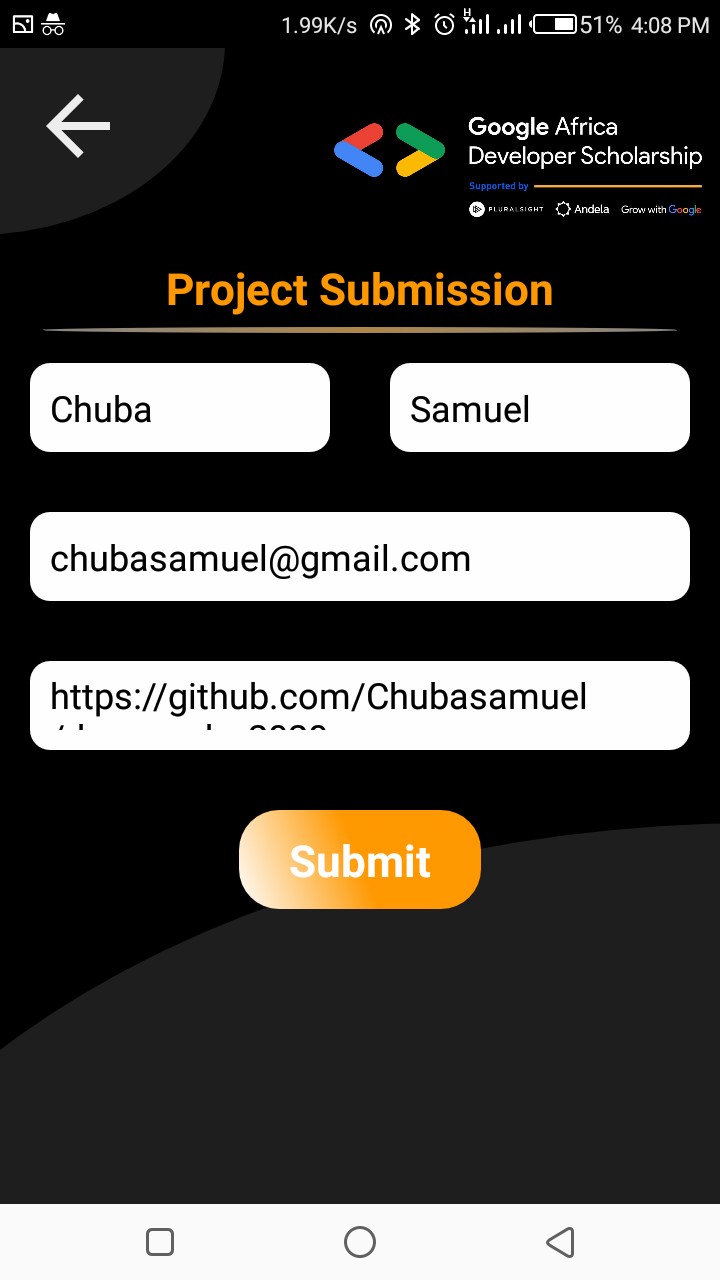 1.99K/s H 51% 4:08 PM
Google Africa
Developer Scholarship
Supported by
PLURALSIGHT Andela Grow with Google
Project Submission
Chuba Samuel
chubasamuel@gmail.com
https://github.com/Chubasamuel
Submit